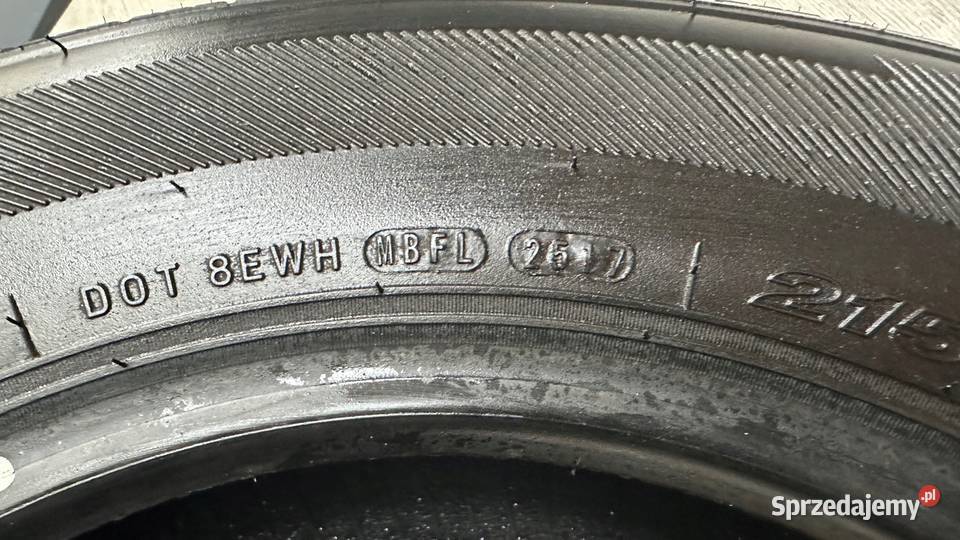 DOT 8EWH MBFL 2517 215
Sprzedajemy.pl